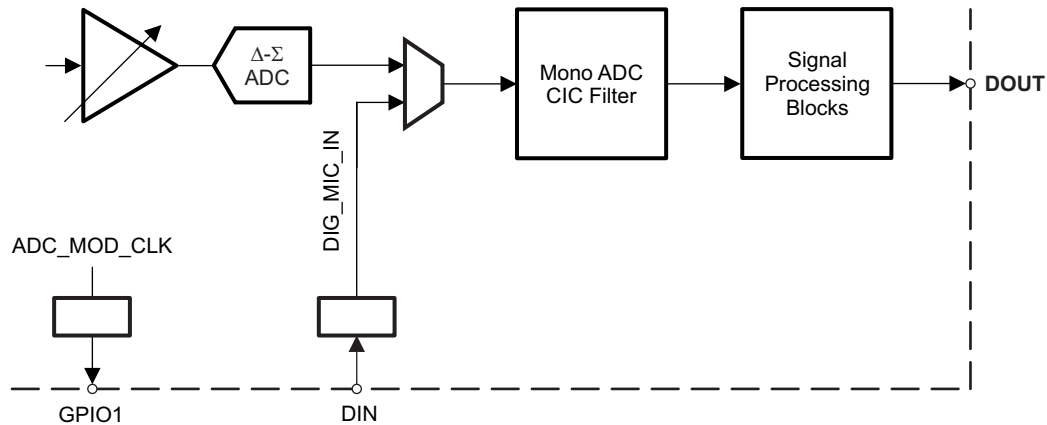 Δ-Σ
ADC
Mono ADC
CIC Filter
Signal
Processing
Blocks
DOUT
DIG_MIC_IN
ADC_MOD_CLK
GPIO1
DIN